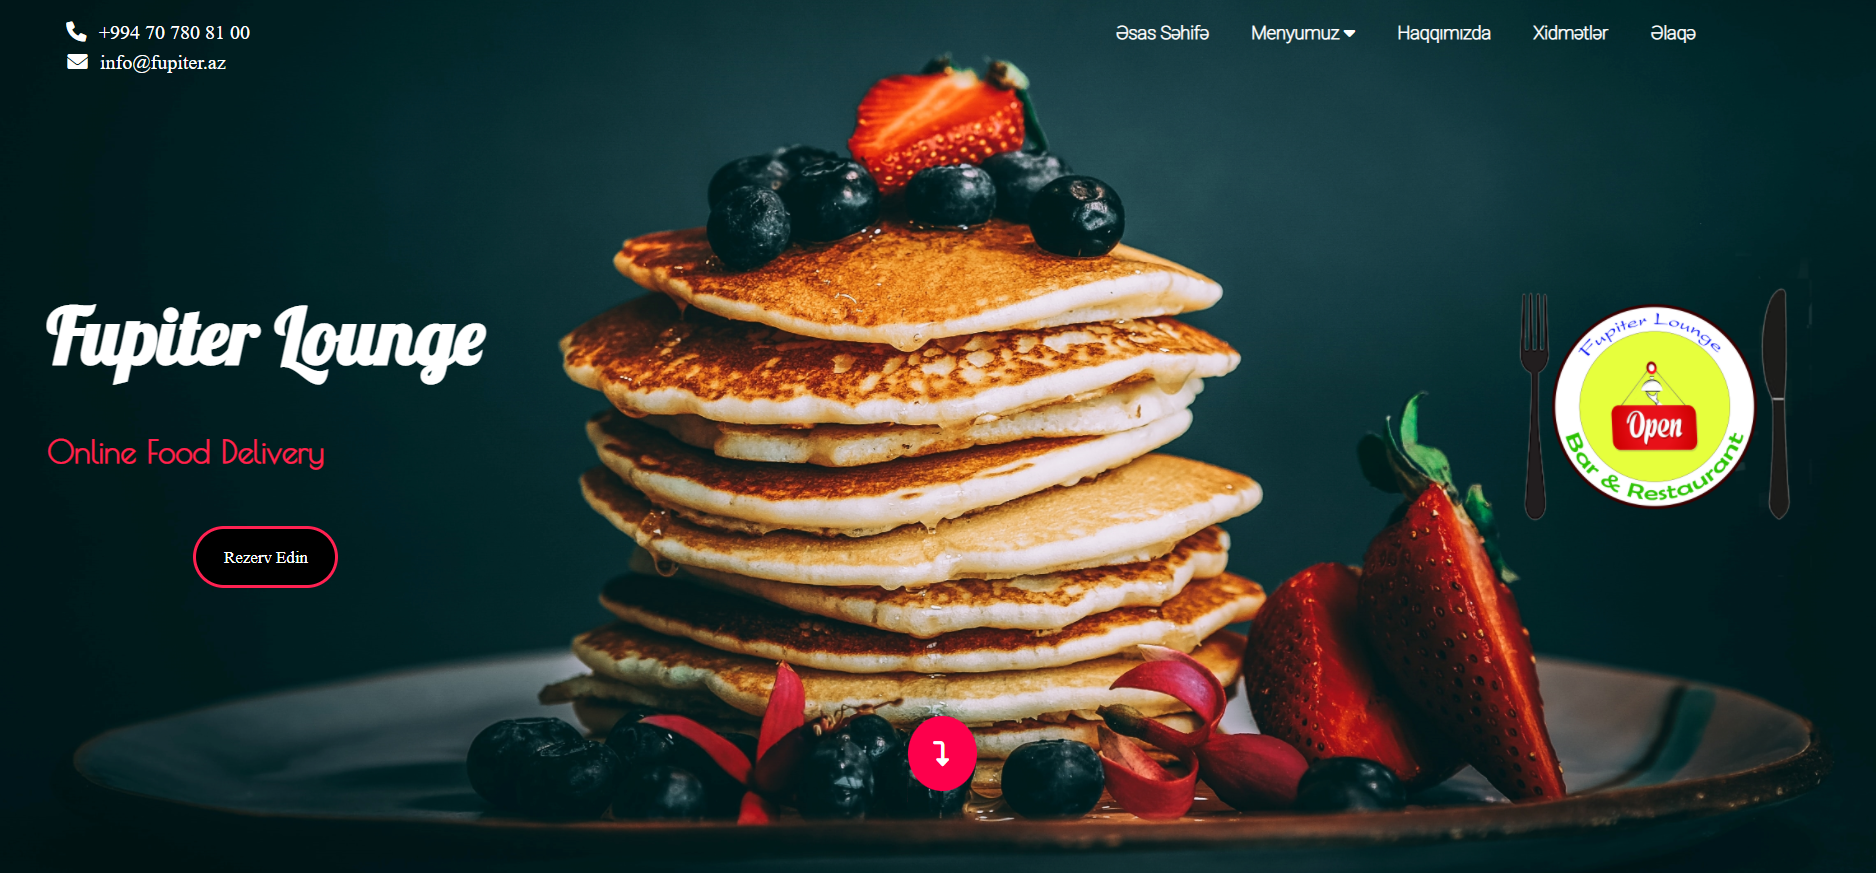 +994 70 780 81 00
info@fupiter.az
Əsas Səhifə Menyumuz Haqqımızda Xidmətlər Əlaqə
Fupiter Lounge
Online Food Delivery
Rezerv Edin
Fupiter Lounge
Open
Bar & Restaurant